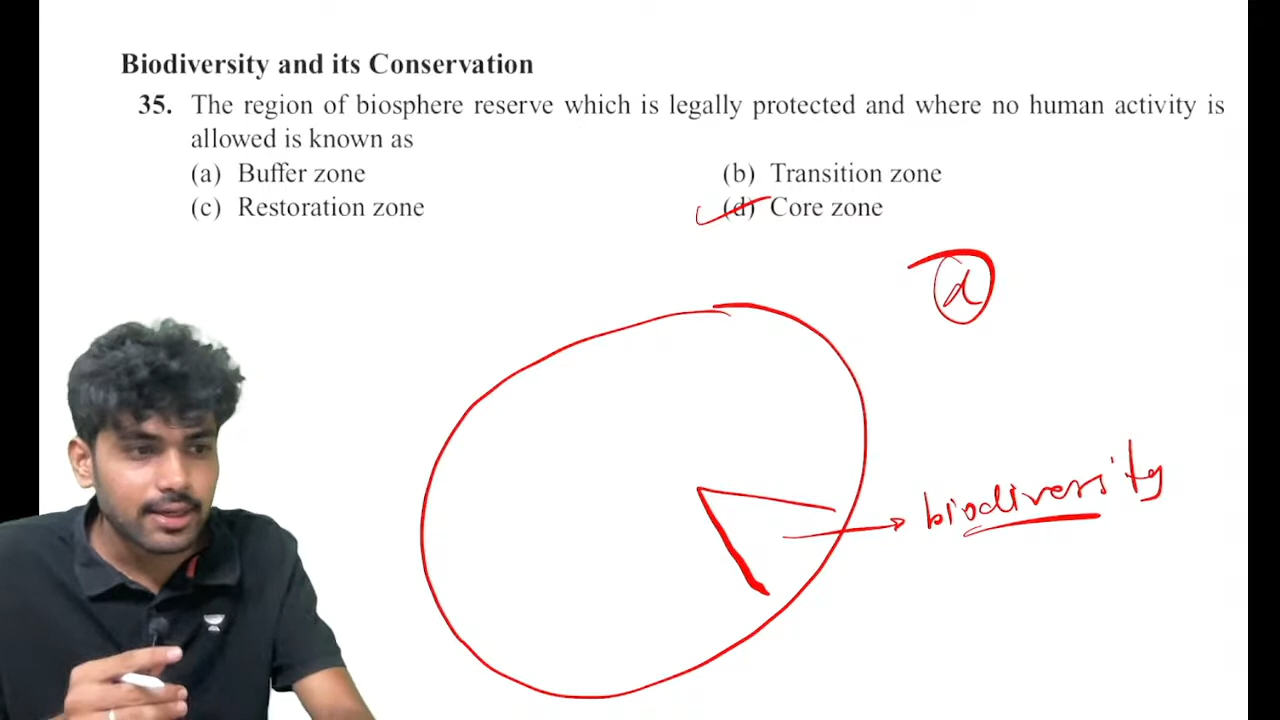 Biodiversity and its Conservation
35. The region of biosphere reserve which is legally protected and where no human activity is
allowed is known as
(a) Buffer zone (b) Transition zone
(c) Restoration zone (d) Core zone
d
biodiversity